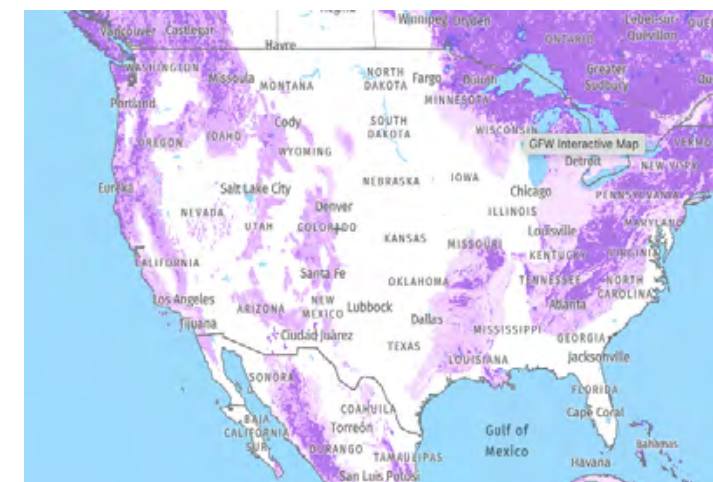 Winnipeg Dryden
Lebel-sur-
Quévillon
Vancouver Castlegar
ONTARIO
Havre
Greater
Sudbury
WASHINGTON
Missoula
MONTANA
NORTH
DAKOTA
Fargo
Duluth
Portland
MINNESOTA
Cody
SOUTH
DAKOTA
WISCONSIN
OREGON
IDAHO
GFW Interactive Map
WYOMING
Detroit
NEW YORK
Eureka
Salt Lake City
NEBRASKA
IOWA
Chicago
PENNSYLVANIA
NEVADA
Denver
ILLINOIS
MARYLAND
UTAH
COLORADO
KANSAS
MISSOURI
Louisville
KENTUCKY
VIRGINIA
CALIFORNIA
Santa Fe
OKLAHOMA
TENNESSEE
NORTH
CAROLINA
Los Angeles
ARIZONA
NEW
MEXICO
Lubbock
Atlanta
Tijuana
Dallas
MISSISSIPPI
Ciudad Juárez
TEXAS
GEORGIA
LOUISIANA
Jacksonville
SONORA
FLORIDA
COAHUILA
Cape Coral
BAJA
CALIFORNIA
SUR
Torreón
Gulf of
Mexico
Bahamas
DURANGO
TAMAULIPAS
Havana
San Luis Potosí